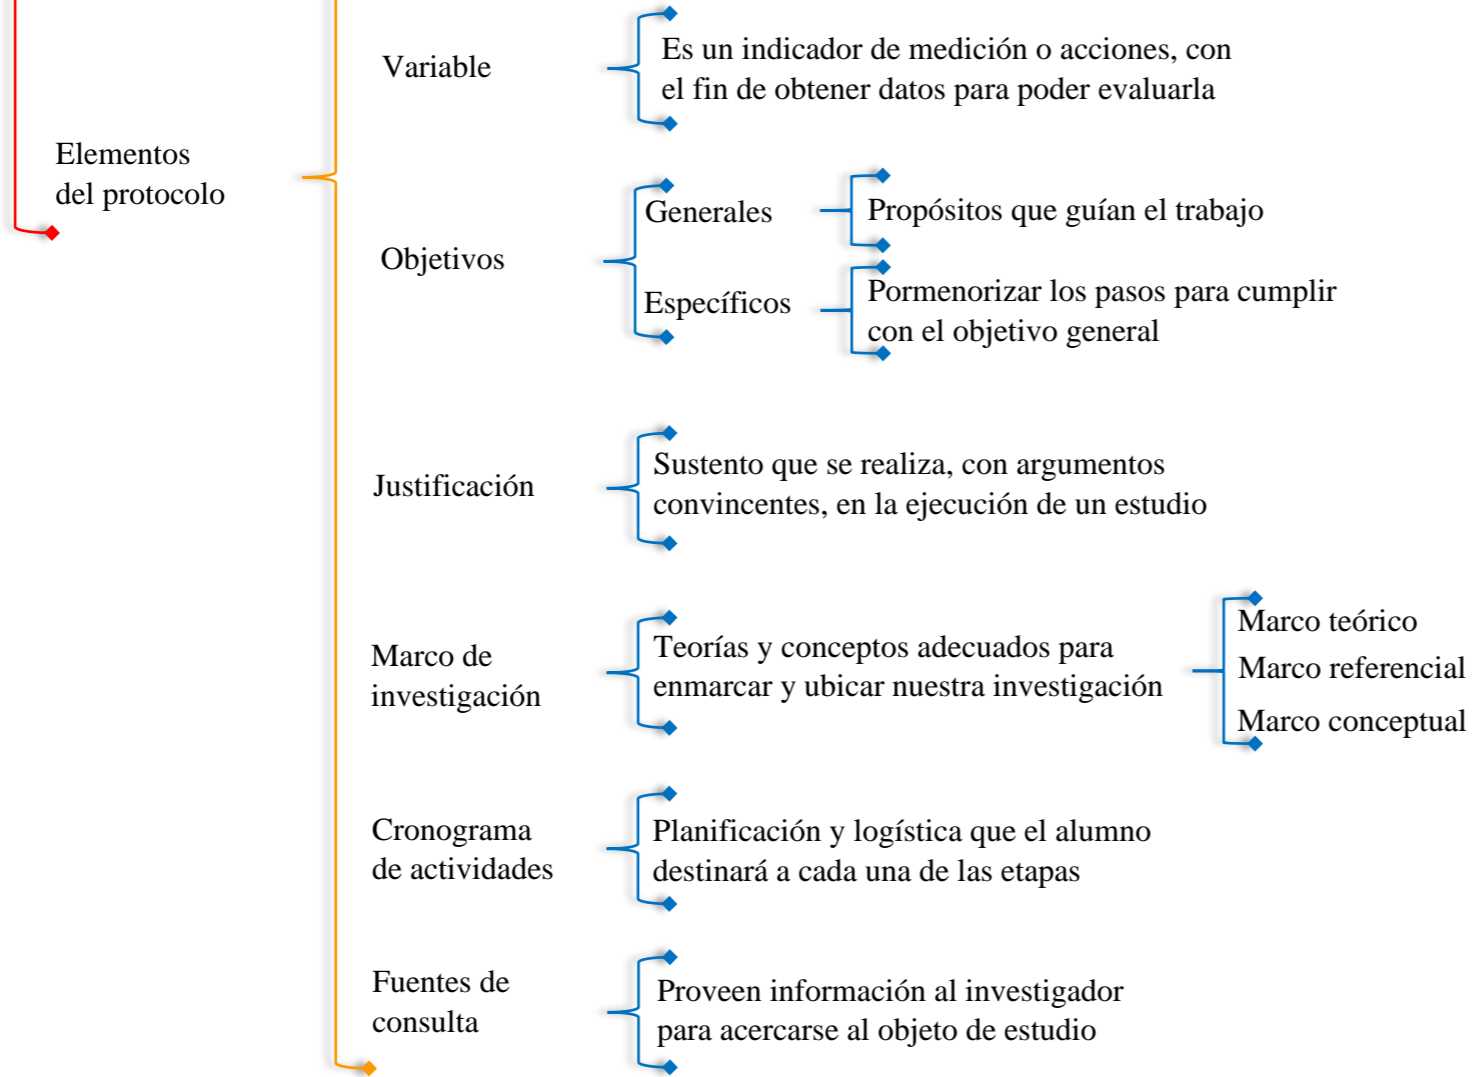 Elementos
del protocolo
Variable
Es un indicador de medición o acciones, con
el fin de obtener datos para poder evaluarla
Objetivos
Generales
Propósitos que guían el trabajo
Específicos
Pormenorizar los pasos para cumplir
con el objetivo general
Justificación
Sustento que se realiza, con argumentos
convincentes, en la ejecución de un estudio
Marco de
investigación
Teorías y conceptos adecuados para
enmarcar y ubicar nuestra investigación
Marco teórico
Marco referencial
Marco conceptual
Cronograma
de actividades
Planificación y logística que el alumno
destinará a cada una de las etapas
Fuentes de
consulta
Proveen información al investigador
para acercarse al objeto de estudio